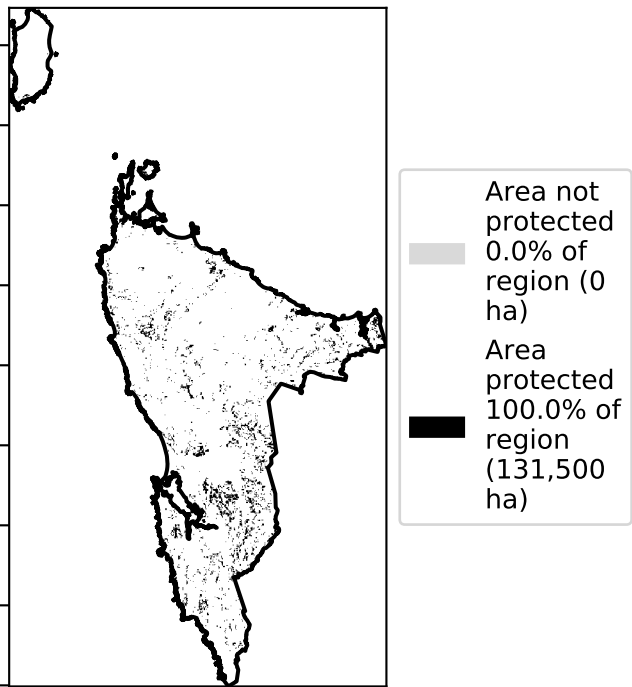 Area not
protected
0.0% of
region (0
ha)
Area
protected
100.0% of
region
(131,500
ha)